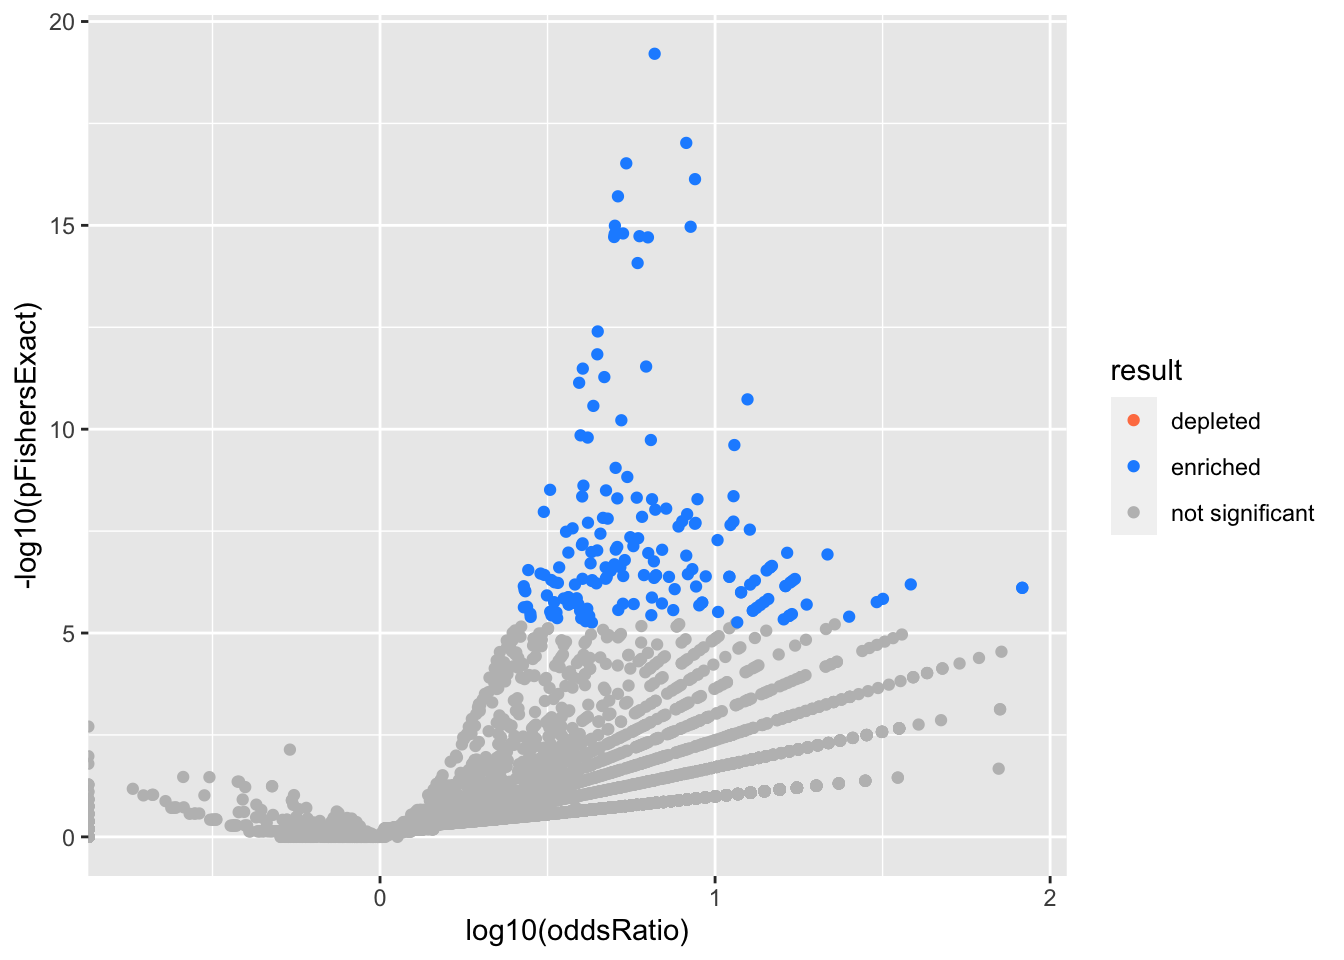 20
15
10
5
0
-log10(pFishersExact)
0
1
2
log10(oddsRatio)
result
depleted
enriched
not significant